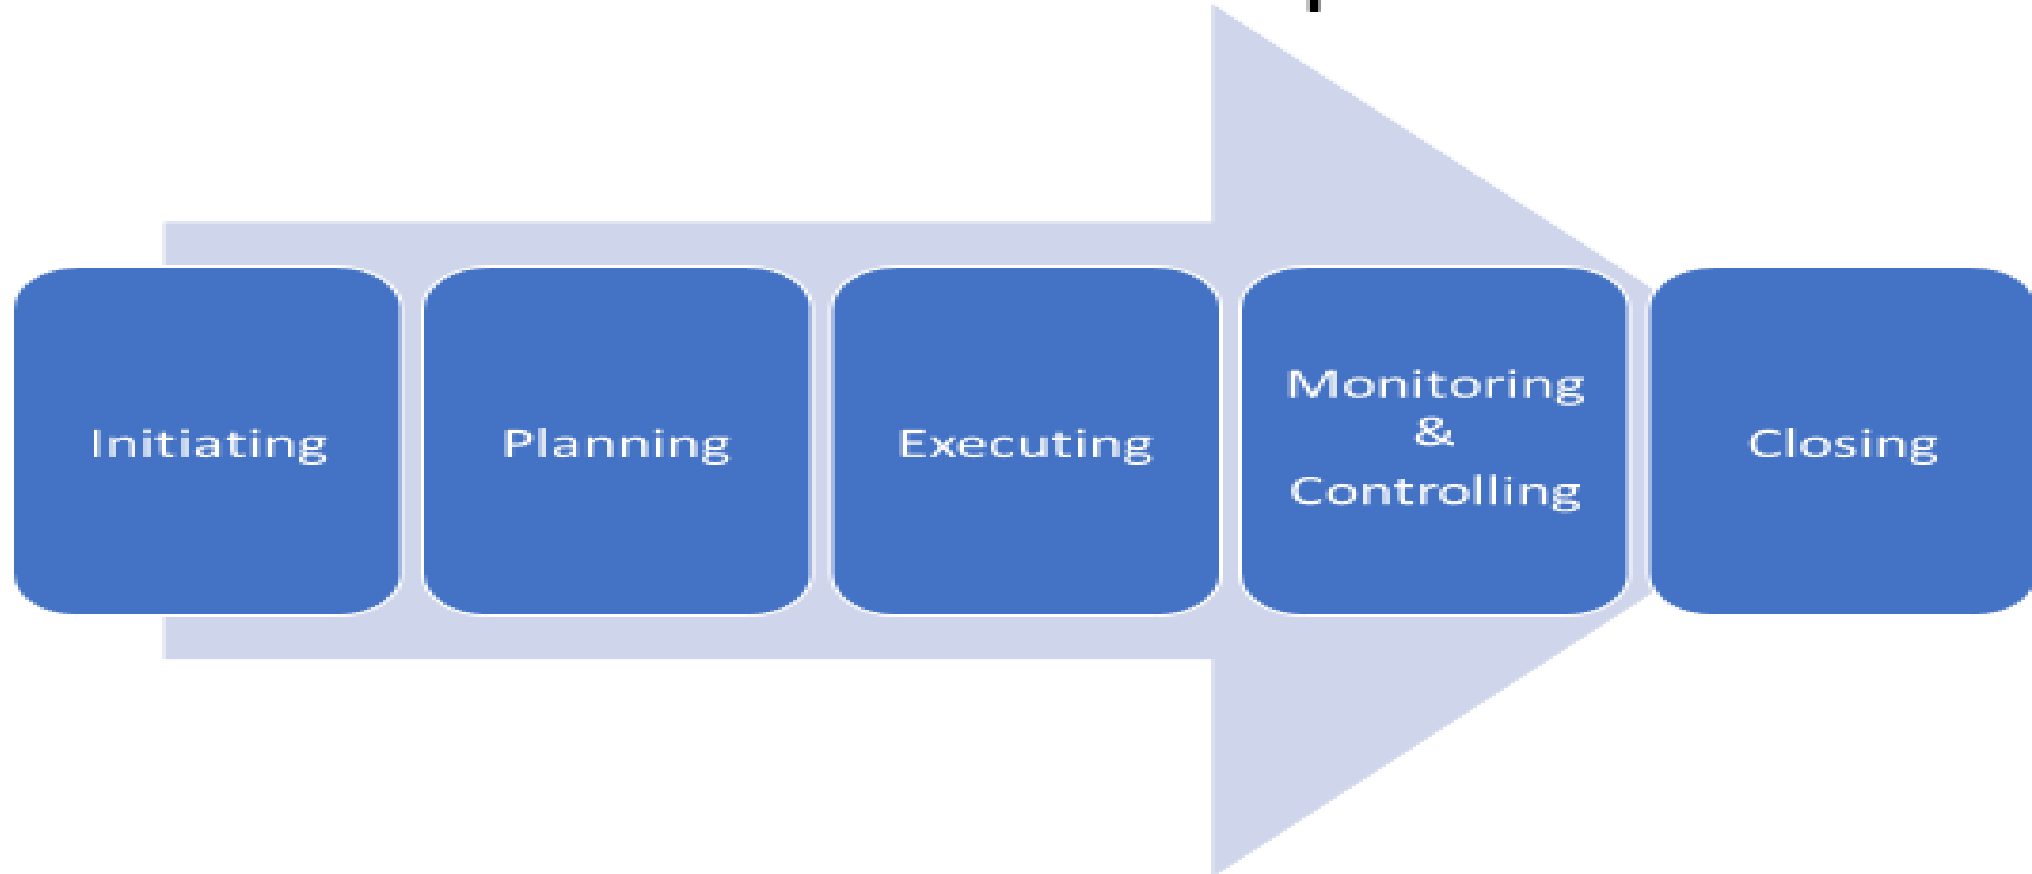 Initiating
Planning
Executing
Monitoring
&
Controlling
Closing